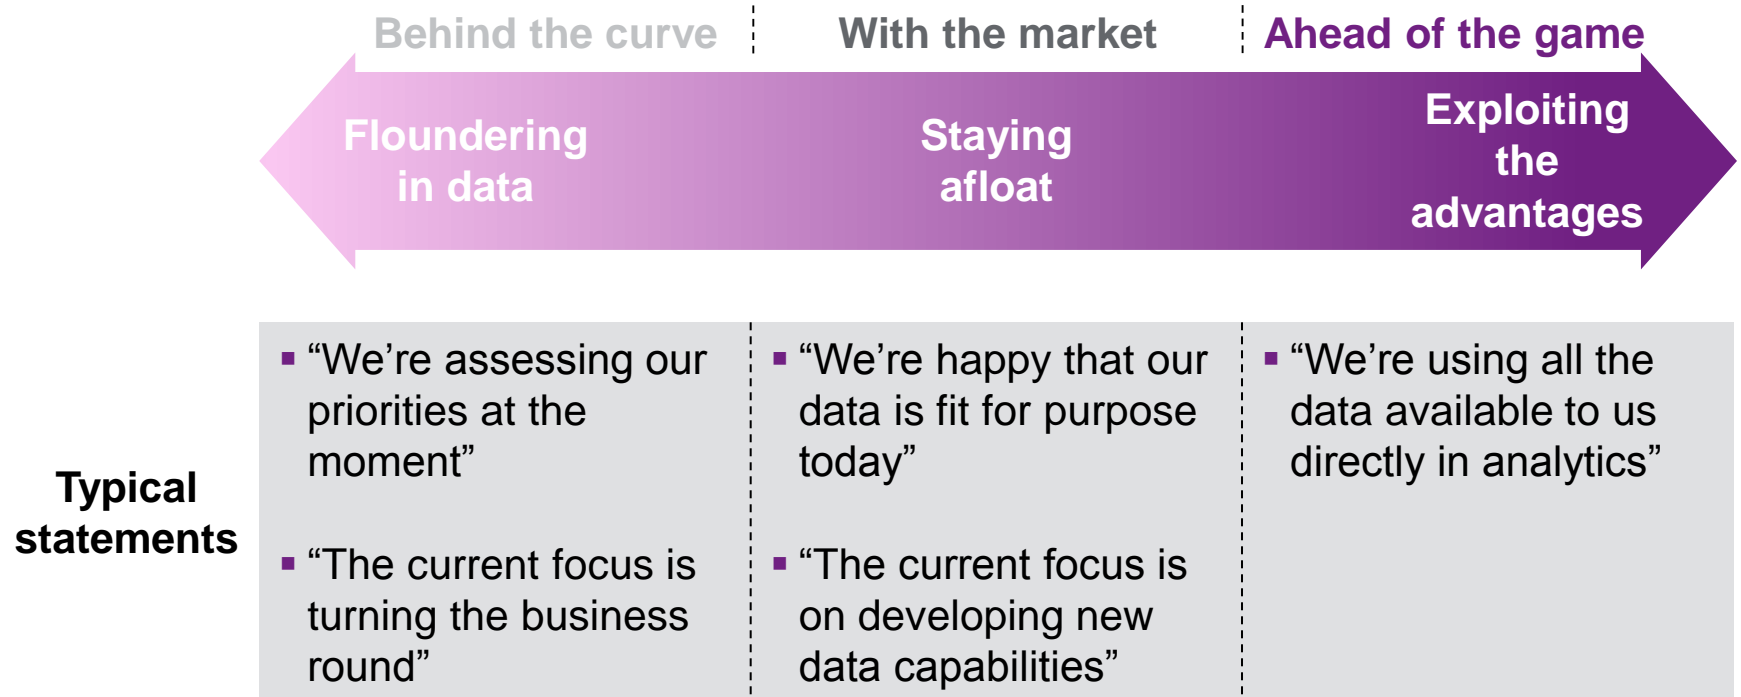 Behind the curve
With the market
Ahead of the game
Floundering
in data
Staying
afloat
Exploiting
the
advantages
Typical
statements
▪ “We’re assessing our
priorities at the
moment”
▪ “The current focus is
turning the business
round”
▪ “We’re happy that our
data is fit for purpose
today”
▪ “The current focus is
on developing new
data capabilities”
▪ “We’re using all the
data available to us
directly in analytics”